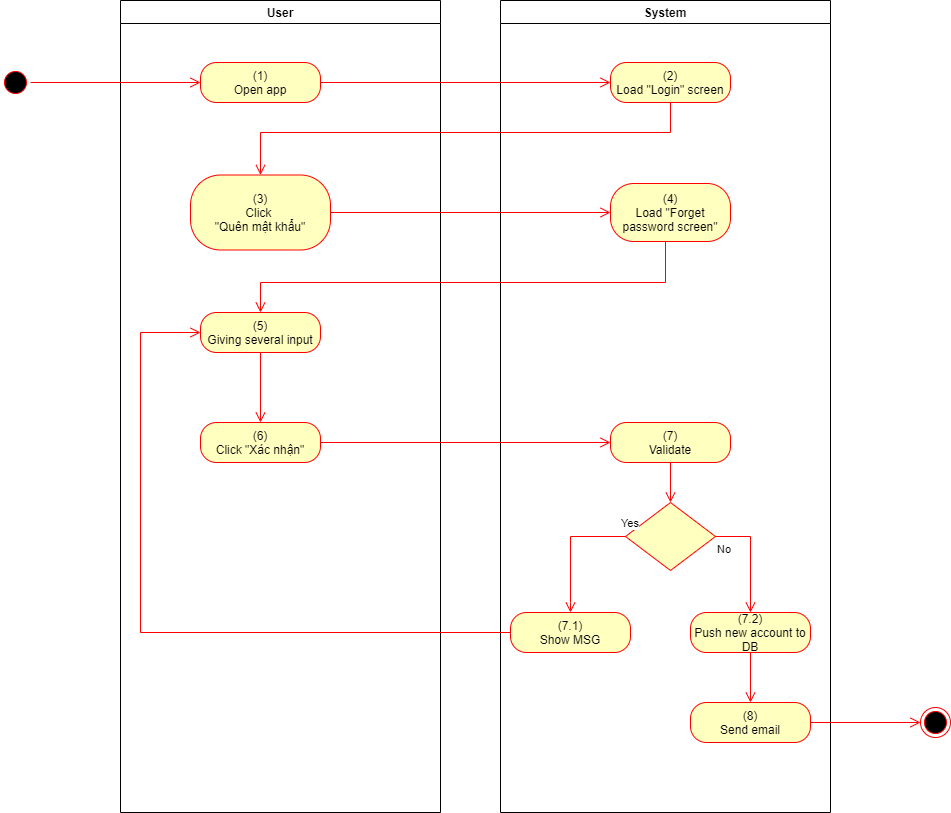 User
System
(1)
Open app
(2)
Load "Login" screen
(3)
Click
"Quên mật khẩu"
(4)
Load "Forget
password screen"
(5)
Giving several input
(6)
Click "Xác nhận"
(7)
Validate
Yes
No
(7.1)
Show MSG
(7.2)
Push new account to
DB
(8)
Send email